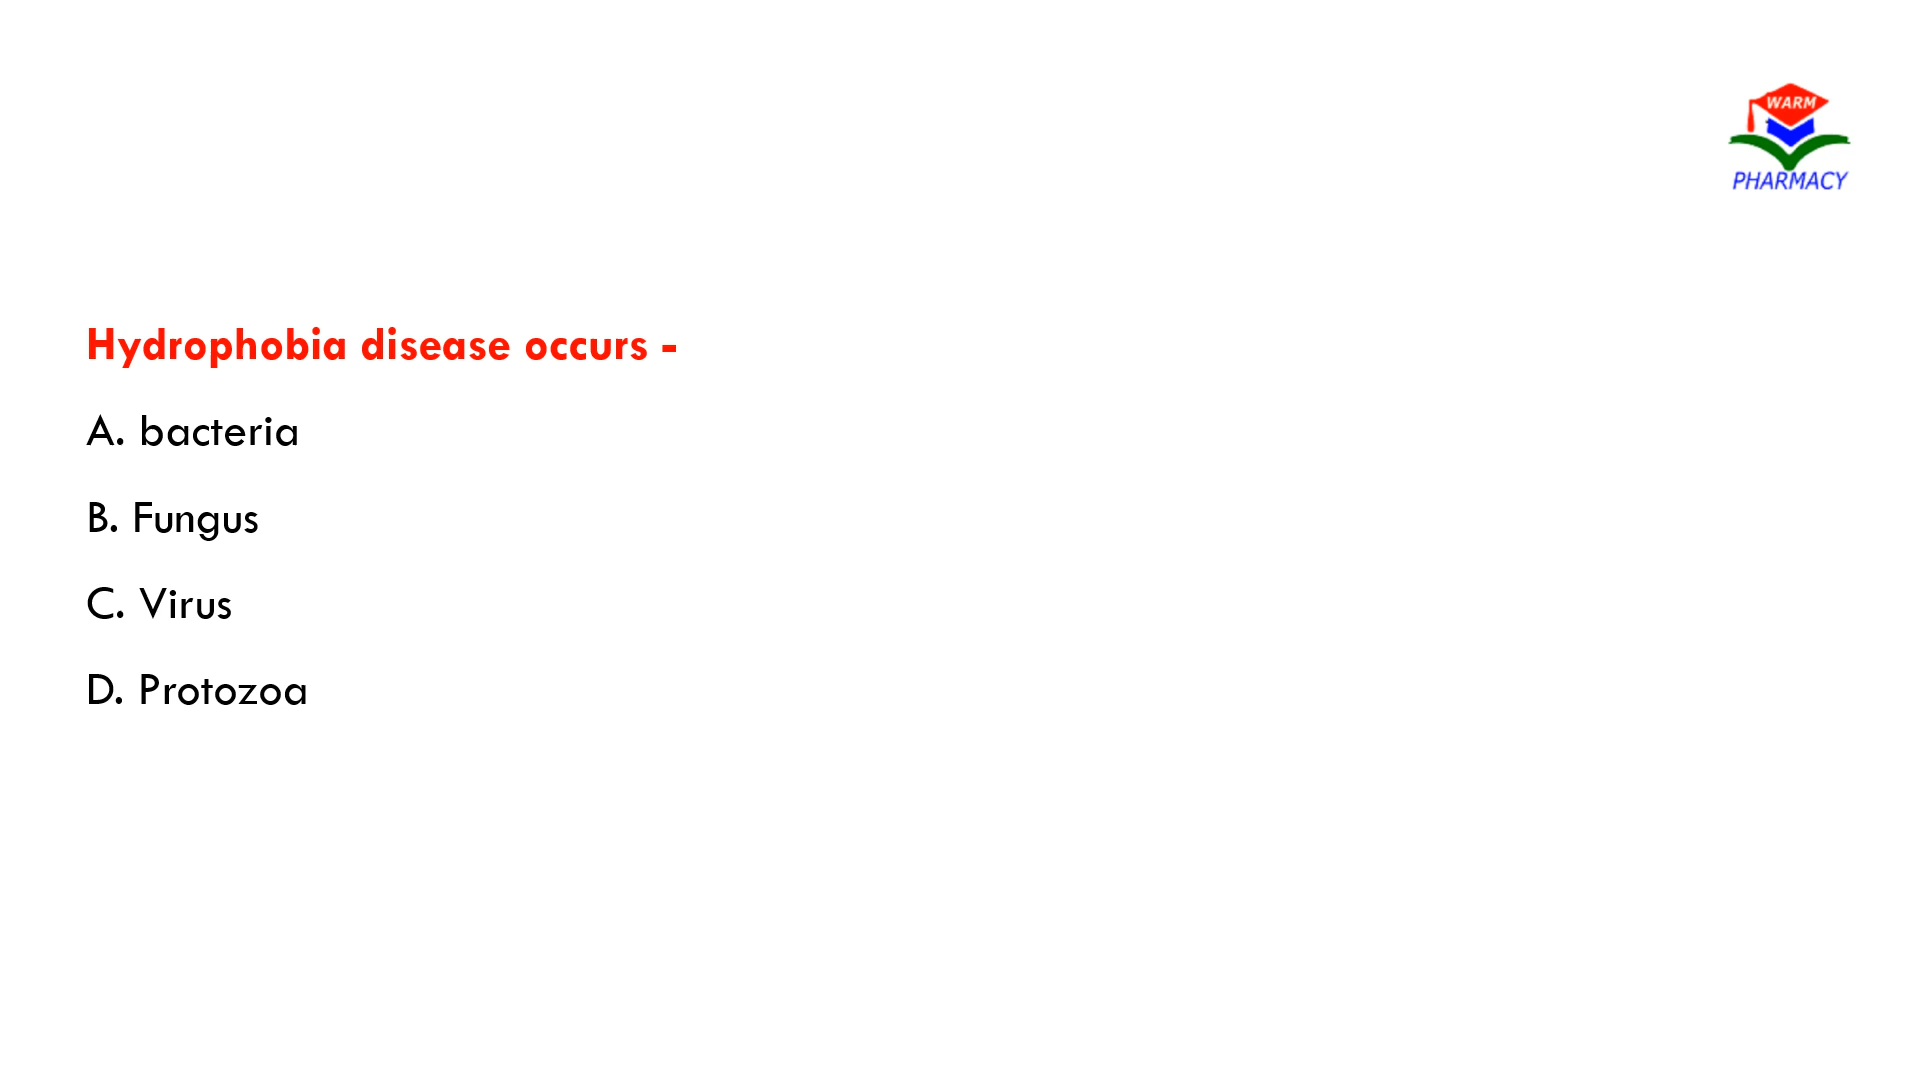 WARM
PHARMACY
Hydrophobia disease occurs -
A. bacteria
B. Fungus
C. Virus
D. Protozoa